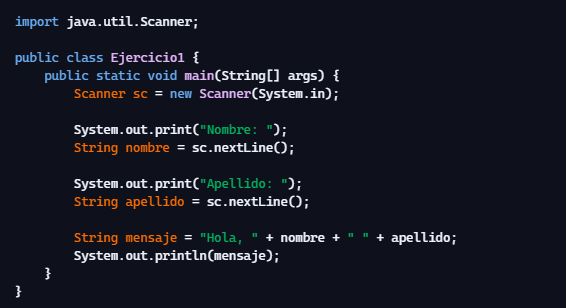 import java.util.Scanner;
public class Ejercicio1 {
    public static void main(String[] args) {
        Scanner sc = new Scanner(System.in);
        System.out.print("Nombre: ");
        String nombre = sc.nextLine();
        System.out.print("Apellido: ");
        String apellido = sc.nextLine();
        String mensaje = "Hola, " + nombre + " " + apellido;
        System.out.println(mensaje);
    }
}